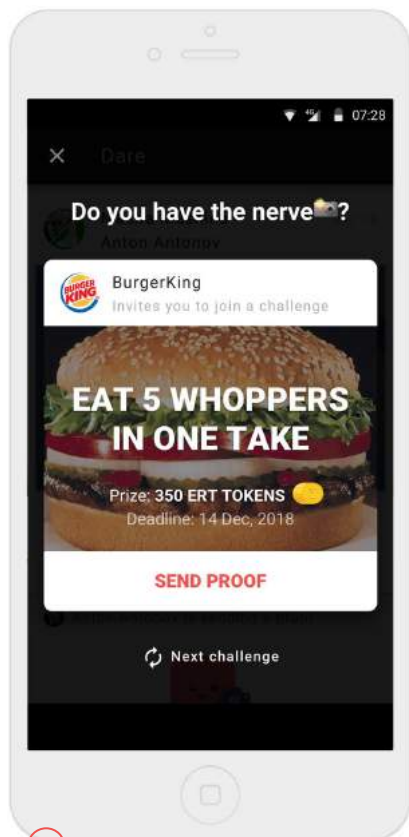 4G 07:28
Dare
Do you have the nerve📸?
Anton Antonov
BURGER
KING
BurgerKing
Invites you to join a challenge
EAT 5 WHOPPERS
IN ONE TAKE
Prize: 350 ERT TOKENS
Deadline: 14 Dec, 2018
SEND PROOF
Next challenge